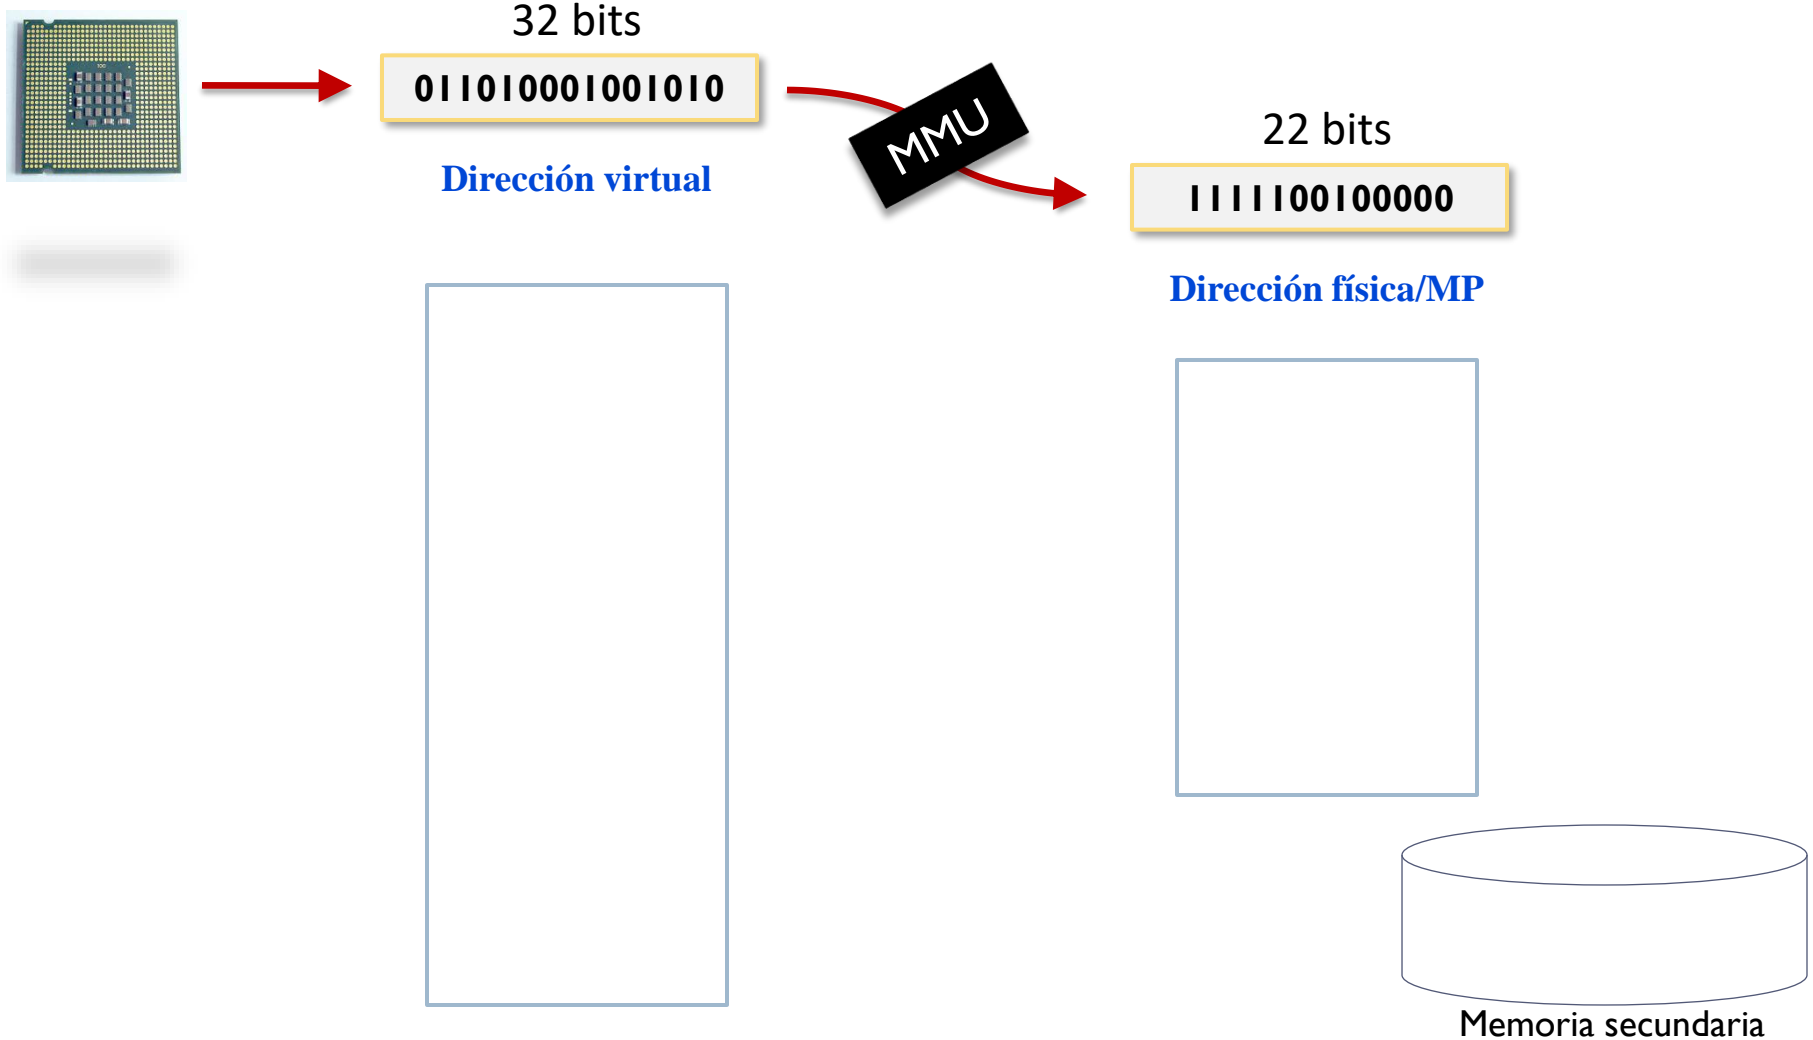 32 bits
011010001001010
Dirección virtual
MMU
22 bits
1111100100000
Dirección física/MP
Memoria secundaria